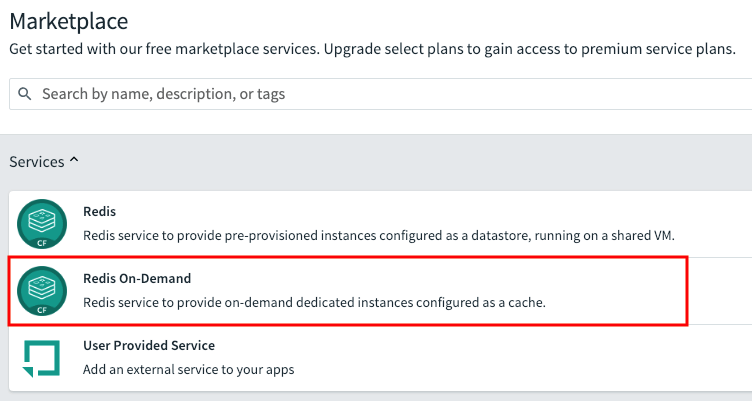 Marketplace
Get started with our free marketplace services. Upgrade select plans to gain access to premium service plans.
Search by name, description, or tags
Services
Redis
CF
Redis service to provide pre-provisioned instances configured as a datastore, running on a shared VM.
Redis On-Demand
CF
Redis service to provide on-demand dedicated instances configured as a cache.
User Provided Service
Add an external service to your apps